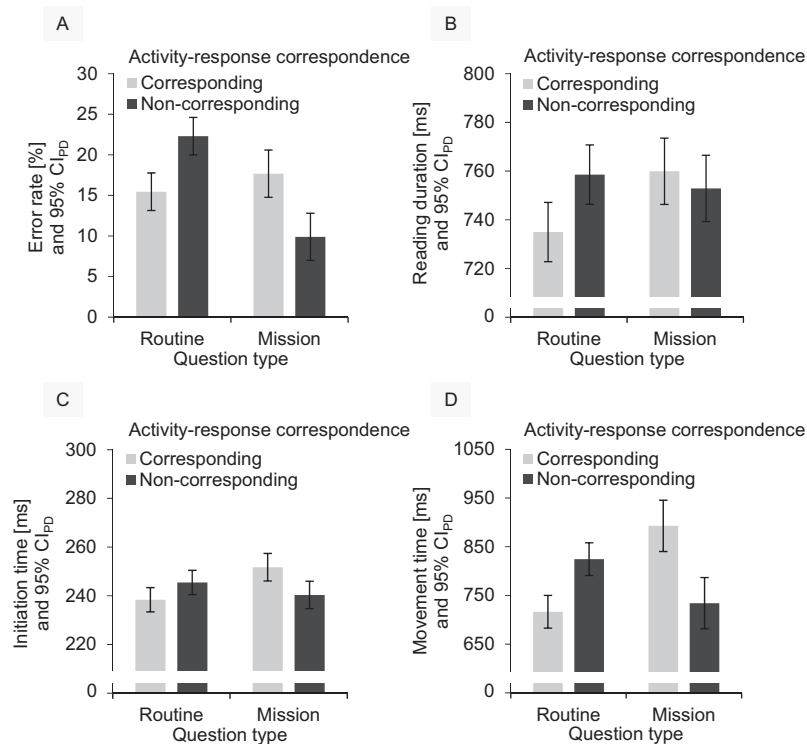 A
Activity-response correspondence
Corresponding
Non-corresponding
Error rate [%]
and 95% CI_PD
30
25
20
15
10
5
0
Routine
Mission
Question type
B
Activity-response correspondence
Corresponding
Non-corresponding
Reading duration [ms]
and 95% CI_PD
800
780
760
740
720
0
Routine
Mission
Question type
C
Activity-response correspondence
Corresponding
Non-corresponding
Initiation time [ms]
and 95% CI_PD
300
280
260
240
220
0
Routine
Mission
Question type
D
Activity-response correspondence
Corresponding
Non-corresponding
Movement time [ms]
and 95% CI_PD
1050
950
850
750
650
0
Routine
Mission
Question type